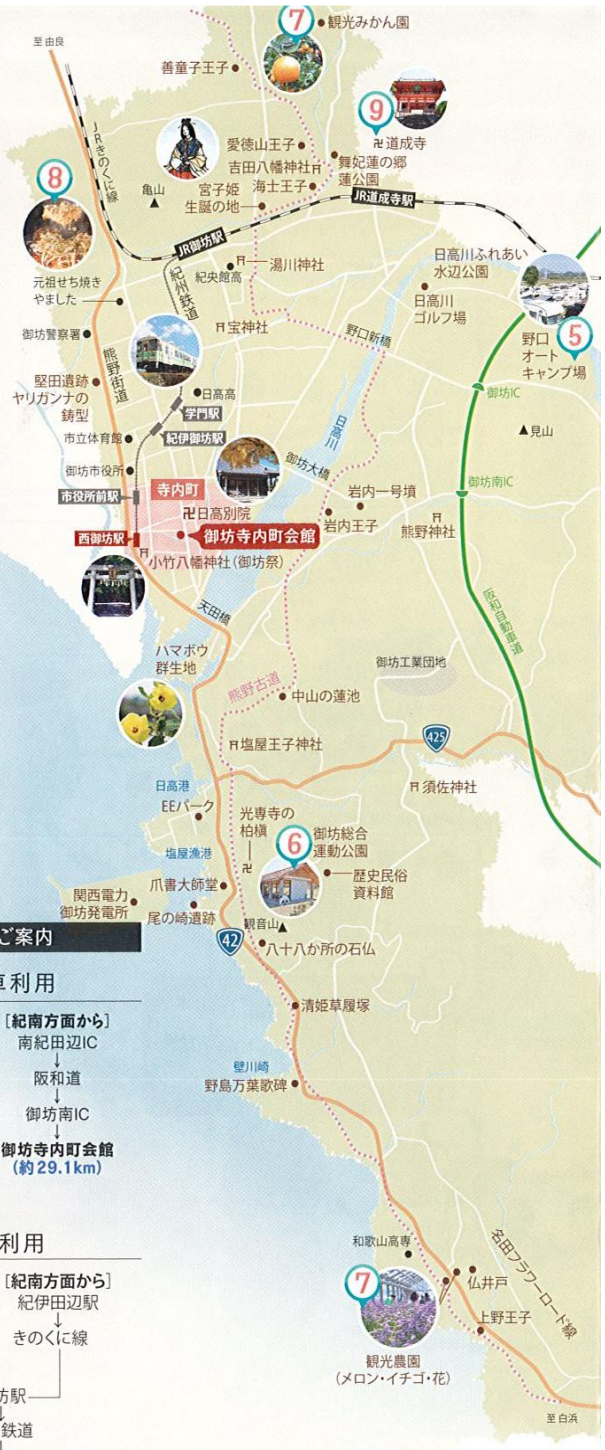 至 由良
7
観光みかん園
善童子王子
9
卍道成寺
JRきのくに線
愛徳山王子
吉田八幡神社
舞妃蓮の郷
蓮公園
8
亀山
宮子姫
生誕の地
海士王子
JR道成寺駅
JR御坊駅
紀州鉄道
紀央館高
湯川神社
日高川ふれあい
水辺公園
日高川
ゴルフ場
元祖せち焼き
やました
宝神社
野口新橋
野口
オート
キャンプ場
5
御坊警察署
熊野街道
堅田遺跡
ヤリガンナの
鋳型
日高高
学門駅
日高川
御坊IC
見山
市立体育館
紀伊御坊駅
御坊市役所
御坊大橋
市役所前駅
寺内町
卍日高別院
岩内一号墳
岩内王子
御坊南IC
熊野神社
西御坊駅
御坊寺内町会館
小竹八幡神社(御坊祭)
天田橋
阪和自動車道
ハマボウ
群生地
御坊工業団地
熊野古道
中山の蓮池
塩屋王子神社
425
須佐神社
日高港
EEパーク
光専寺の
柏槇
卍
塩屋漁港
6
御坊総合
運動公園
歴史民俗
資料館
関西電力
御坊発電所
爪書大師堂
尾の崎遺跡
観音山
42
八十八か所の石仏
ご案内
車利用
清姫草履塚
[紀南方面から]
南紀田辺IC
↓
阪和道
↓
御坊南IC
↓
御坊寺内町会館
(約29.1km)
壁川崎
野島万葉歌碑
利用
[紀南方面から]
紀伊田辺駅
↓
きのくに線
坊駅
↓
鉄道
和歌山高専
名田フラワーロード線
7
仏井戸
上野王子
観光農園
(メロン・イチゴ・花)
至 白浜